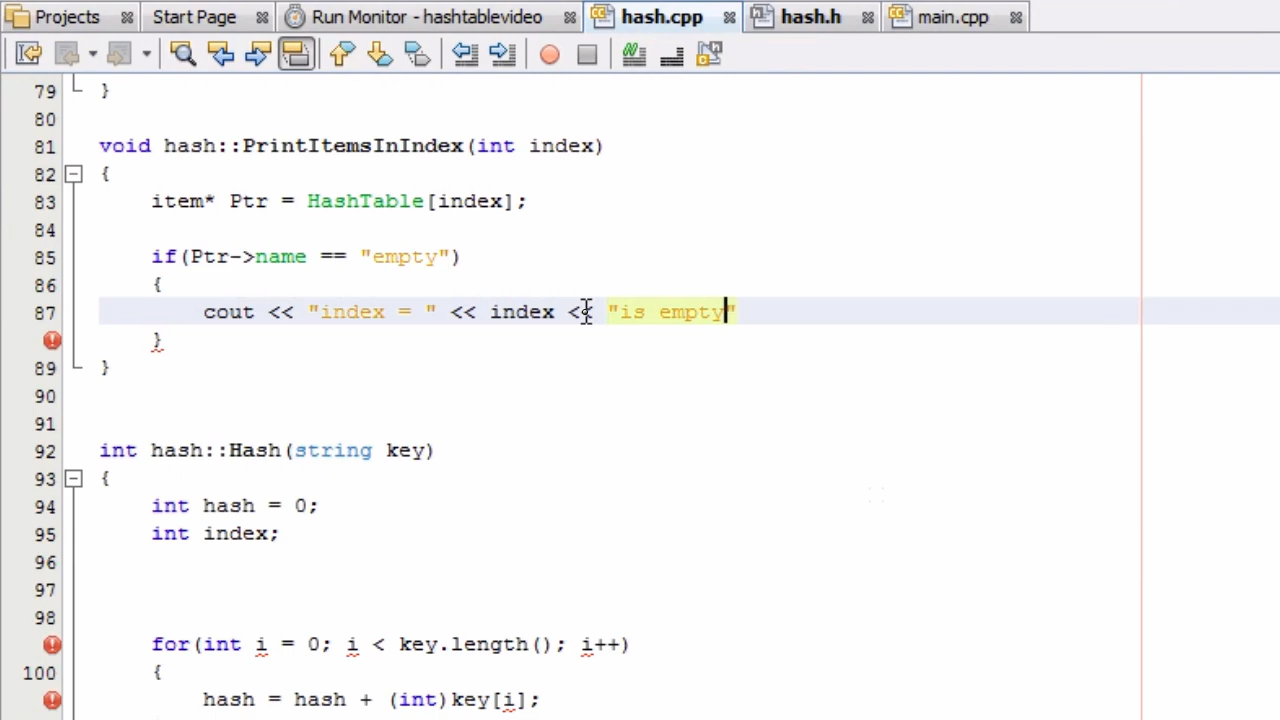 Projects Start Page Run Monitor - hashtablevideo hash.cpp hash.h main.cpp
79 }
80
81 void hash::PrintItemsInIndex(int index)
82 {
83 item* Ptr = HashTable[index];
84
85 if(Ptr->name == "empty")
86 {
87 cout << "index = " << index << "is empty"
}
89 }
90
91
92 int hash::Hash(string key)
93 {
94 int hash = 0;
95 int index;
96
97
98
for(int i = 0; i < key.length(); i++)
100 {
hash = hash + (int)key[i];